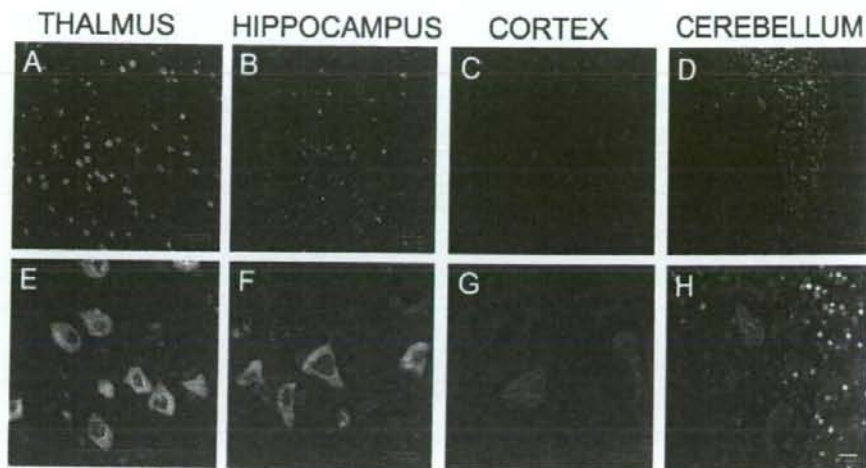 THALMUS HIPPOCAMPUS CORTEX CEREBELLUM
A B C D
E F G H